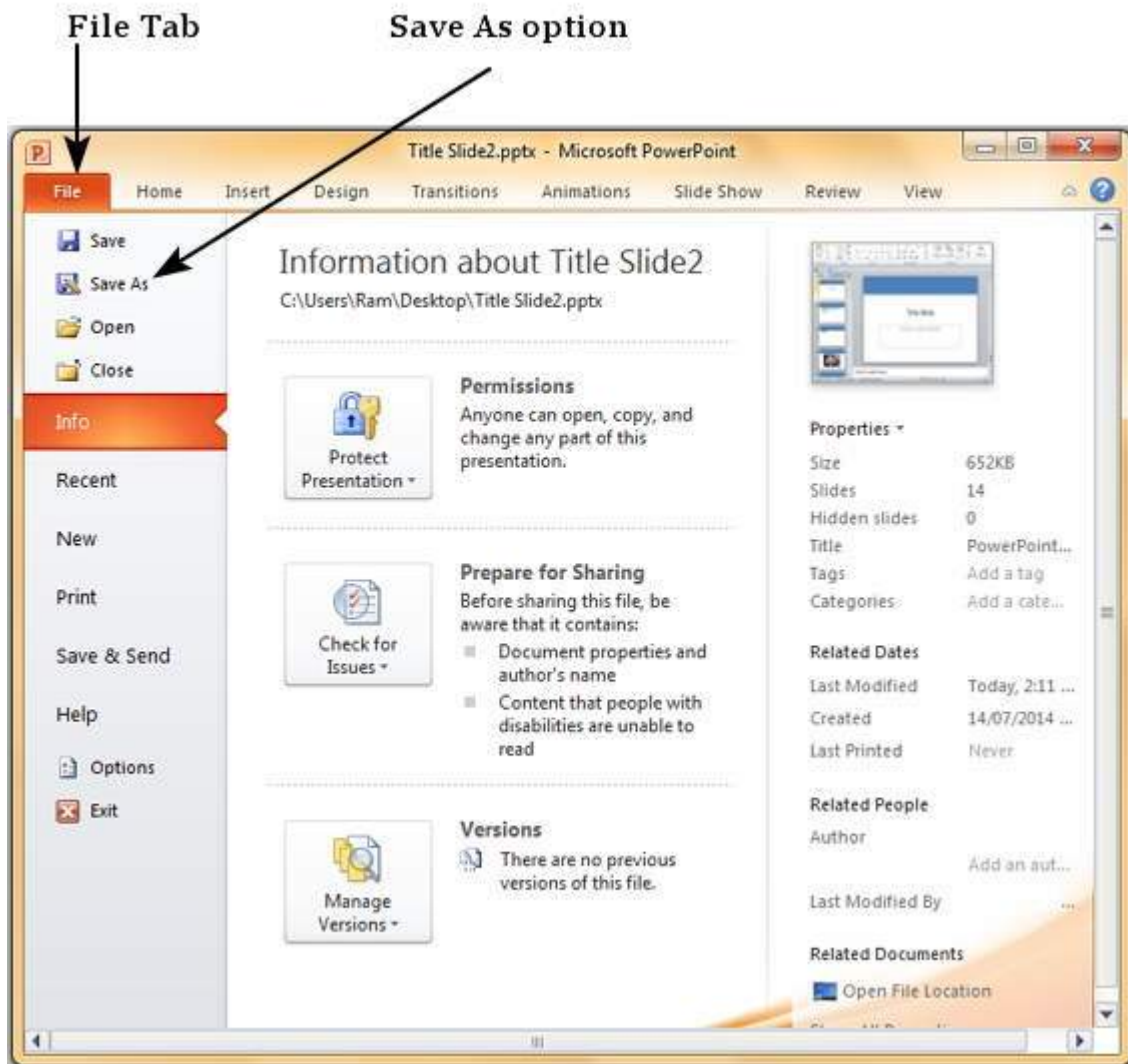 File Tab
Save As option
Title Slide2.pptx - Microsoft PowerPoint
File Home Insert Design Transitions Animations Slide Show Review View
Save
Save As
Open
Close
Info
Recent
New
Print
Save & Send
Help
Options
Exit
Information about Title Slide2
C:\Users\Ram\Desktop\Title Slide2.pptx
Protect
Presentation
Permissions
Anyone can open, copy, and
change any part of this
presentation.
Check for
Issues
Prepare for Sharing
Before sharing this file, be
aware that it contains:
Document properties and
author's name
Content that people with
disabilities are unable to
read
Manage
Versions
Versions
There are no previous
versions of this file.
Properties
Size 652KB
Slides 14
Hidden slides 0
Title PowerPoint...
Tags Add a tag
Categories Add a cate...
Related Dates
Last Modified Today, 2:11 ...
Created 14/07/2014 ...
Last Printed Never
Related People
Author
Add an aut...
Last Modified By ...
Related Documents
Open File Location